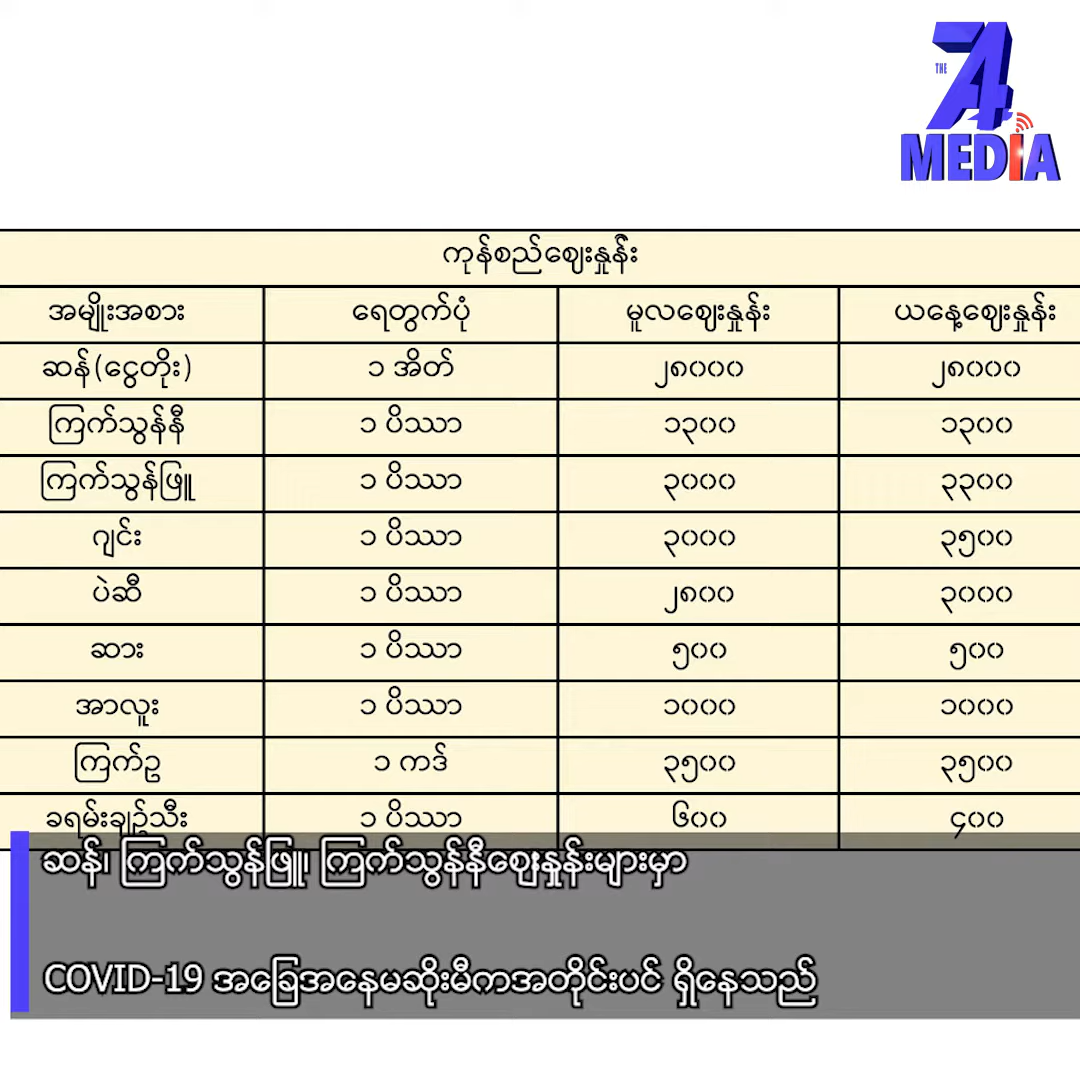 THE
74
MEDIA
ကုန်စည်ဈေးနှုန်း
အမျိုးအစား ရေတွက်ပုံ မူလဈေးနှုန်း ယနေ့ဈေးနှုန်း
ဆန်(ငွေတိုး) ၁ အိတ် ၂၈၀၀၀ ၂၈၀၀၀
ကြက်သွန်နီ ၁ ပိဿာ ၁၃၀၀ ၁၃၀၀
ကြက်သွန်ဖြူ ၁ ပိဿာ ၃၀၀၀ ၃၃၀၀
ဂျင်း ၁ ပိဿာ ၃၀၀၀ ၃၅၀၀
ပဲဆီ ၁ ပိဿာ ၂၈၀၀ ၃၀၀၀
ဆား ၁ ပိဿာ ၅၀၀ ၅၀၀
အာလူး ၁ ပိဿာ ၁၀၀၀ ၁၀၀၀
ကြက်ဥ ၁ ကဒ် ၃၅၀၀ ၃၅၀၀
ခရမ်းချဉ်သီး ၁ ပိဿာ ၆၀၀ ၄၀၀
ဆန်၊ ကြက်သွန်ဖြူ၊ ကြက်သွန်နီဈေးနှုန်းများမှာ
COVID-19 အခြေအနေမဆိုးမီကအတိုင်းပင် ရှိနေသည်